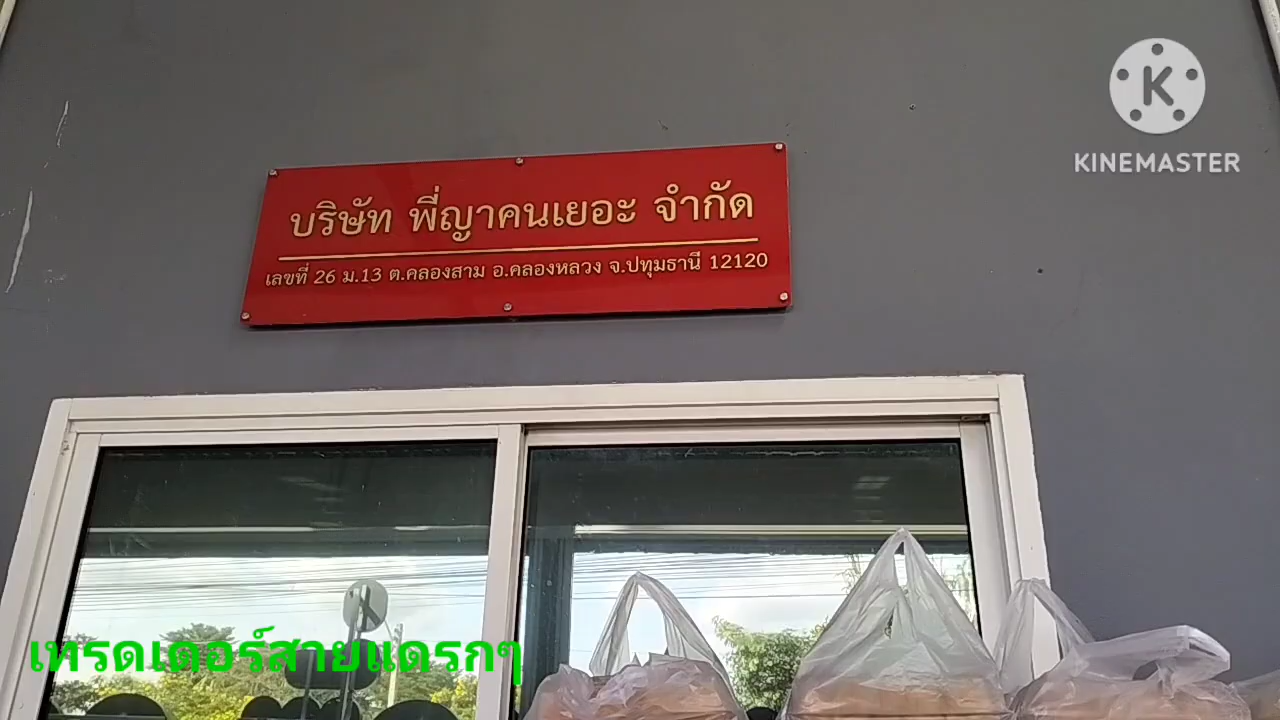 K
KINEMASTER
บริษัท พี่ญาคนเยอะ จำกัด
เลขที่ 26 ม.13 ต.คลองสาม อ.คลองหลวง จ.ปทุมธานี 12120
เทรดเดอร์สายแดรกๆ